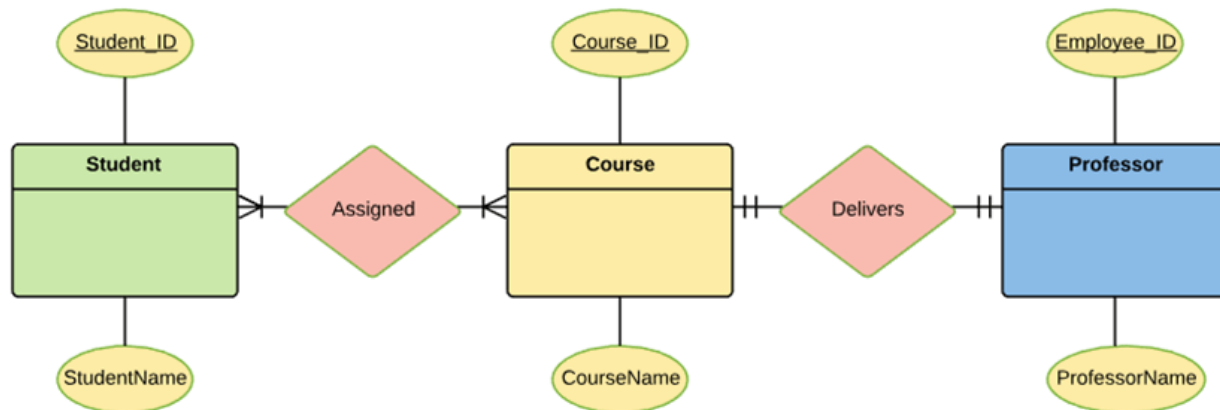 Student_ID
Course_ID
Employee_ID
Student
Course
Professor
Assigned
Delivers
StudentName
CourseName
ProfessorName